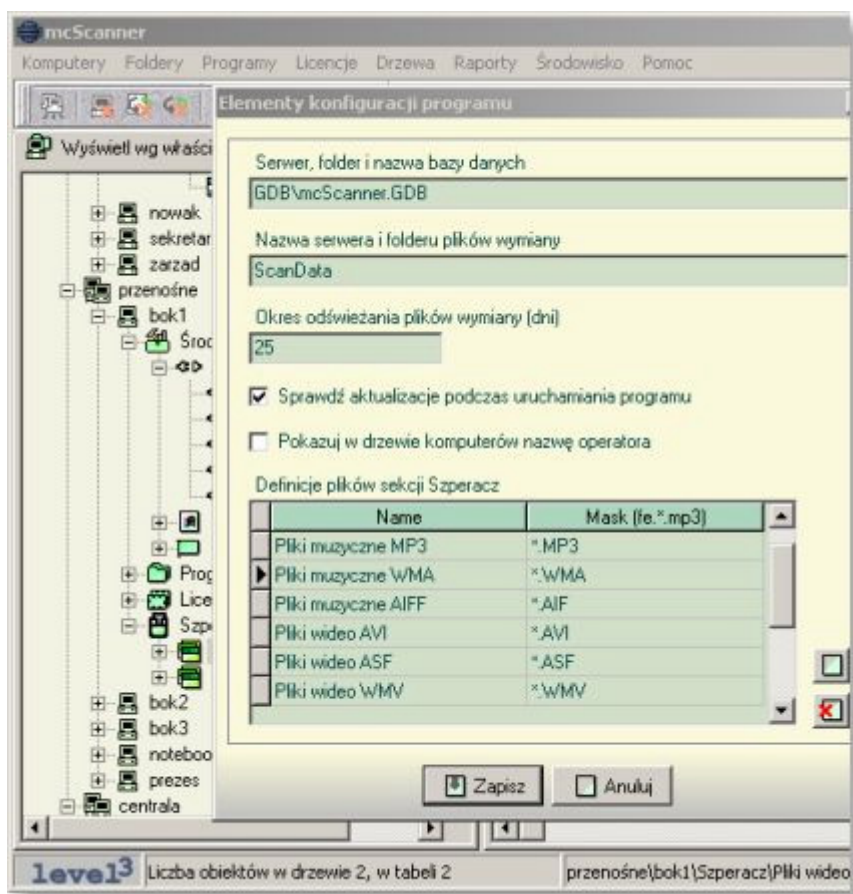 mcScanner
Komputery Foldery Programy Licencje Drzewa Raporty Środowisko Pomoc
Elementy konfiguracji programu
Wyświetl wg właści
nowak
sekretar
zarzad
przenośne
bok1
Środ
Prog
Lice
Szpe
bok2
bok3
noteboo
prezes
centrala
Serwer, folder i nazwa bazy danych
GDB\mcScanner.GDB
Nazwa serwera i folderu plików wymiany
ScanData
Okres odświeżania plików wymiany (dni)
25
Sprawdź aktualizacje podczas uruchamiania programu
Pokazuj w drzewie komputerów nazwę operatora
Definicje plików sekcji Szperacz
Name Mask (fe.*.mp3)
Pliki muzyczne MP3 *.MP3
Pliki muzyczne WMA *.WMA
Pliki muzyczne AIFF *.AIF
Pliki wideo AVI *.AVI
Pliki wideo ASF *.ASF
Pliki wideo WMV *.WMV
Zapisz Anuluj
level3 Liczba obiektów w drzewie 2, w tabeli 2 przenośne\bok1\Szperacz\Pliki wideo